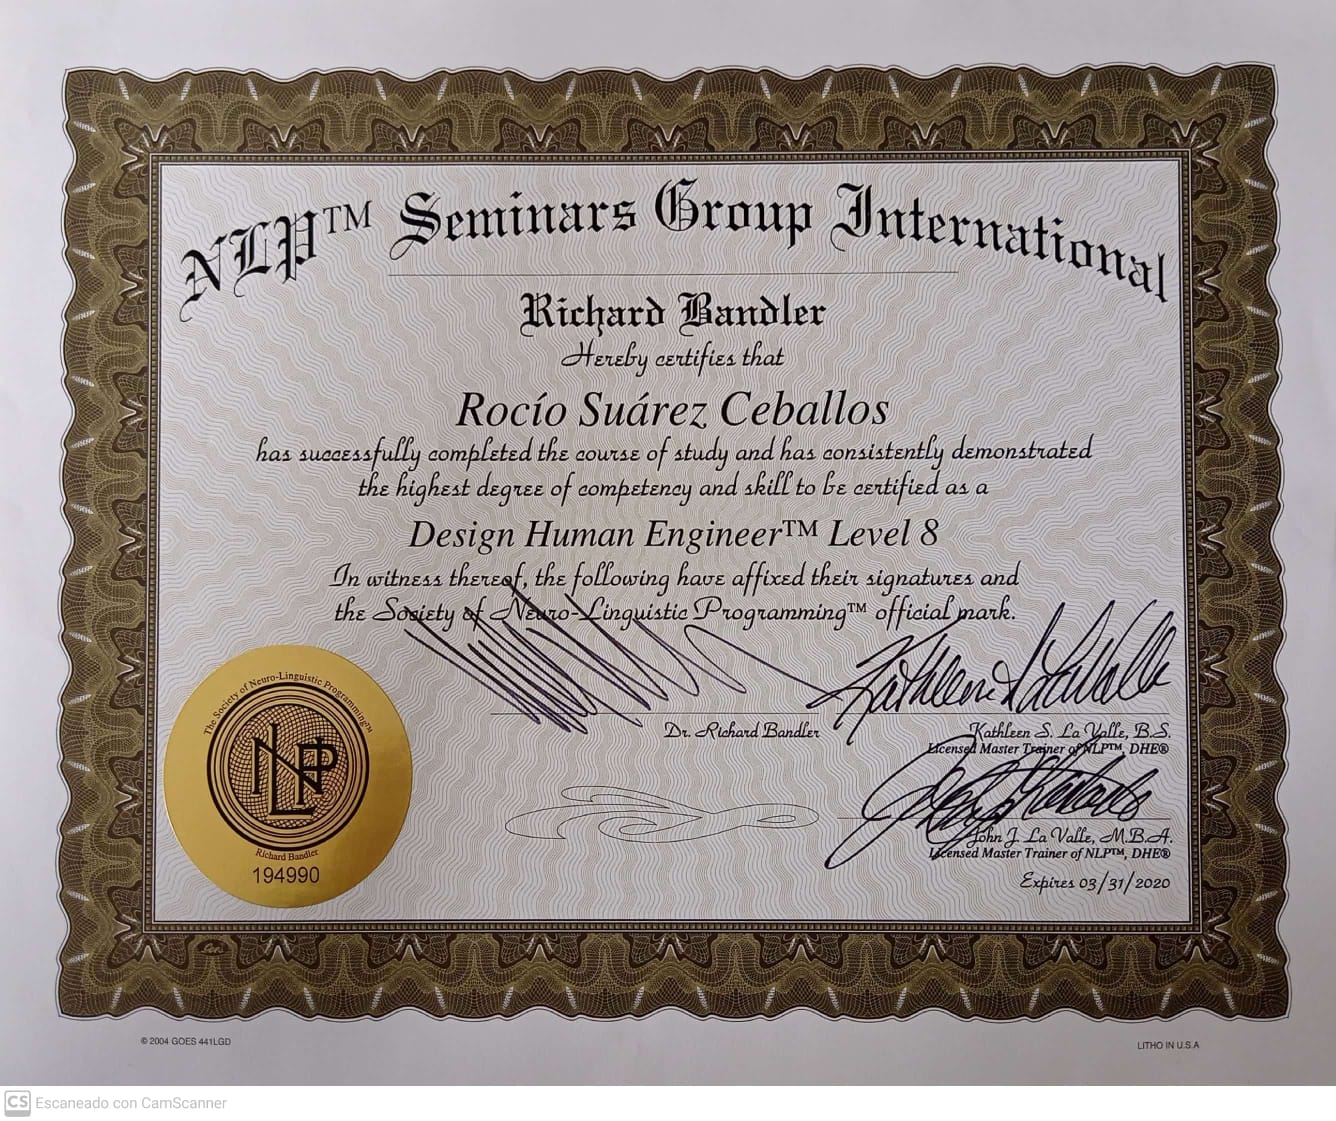 NLP™ Seminars Group International
Richard Bandler
Hereby certifies that
Rocío Suárez Ceballos
has successfully completed the course of study and has consistently demonstrated
the highest degree of competency and skill to be certified as a
Design Human Engineer™ Level 8
In witness thereof, the following have affixed their signatures and
the Society of Neuro-Linguistic Programming™ official mark.
Kathleen S LaValle
Dr. Richard Bandler
Kathleen S. La Valle, B.S.
Licensed Master Trainer of NLP™, DHE®
John J. La Valle, M.B.A.
Licensed Master Trainer of NLP™, DHE®
Expires 03/31/2020
The Society of Neuro-Linguistic Programming™
NLP
Richard Bandler
194990
© 2004 GOES 441LGD
LITHO IN U.S.A
CS Escaneado con CamScanner